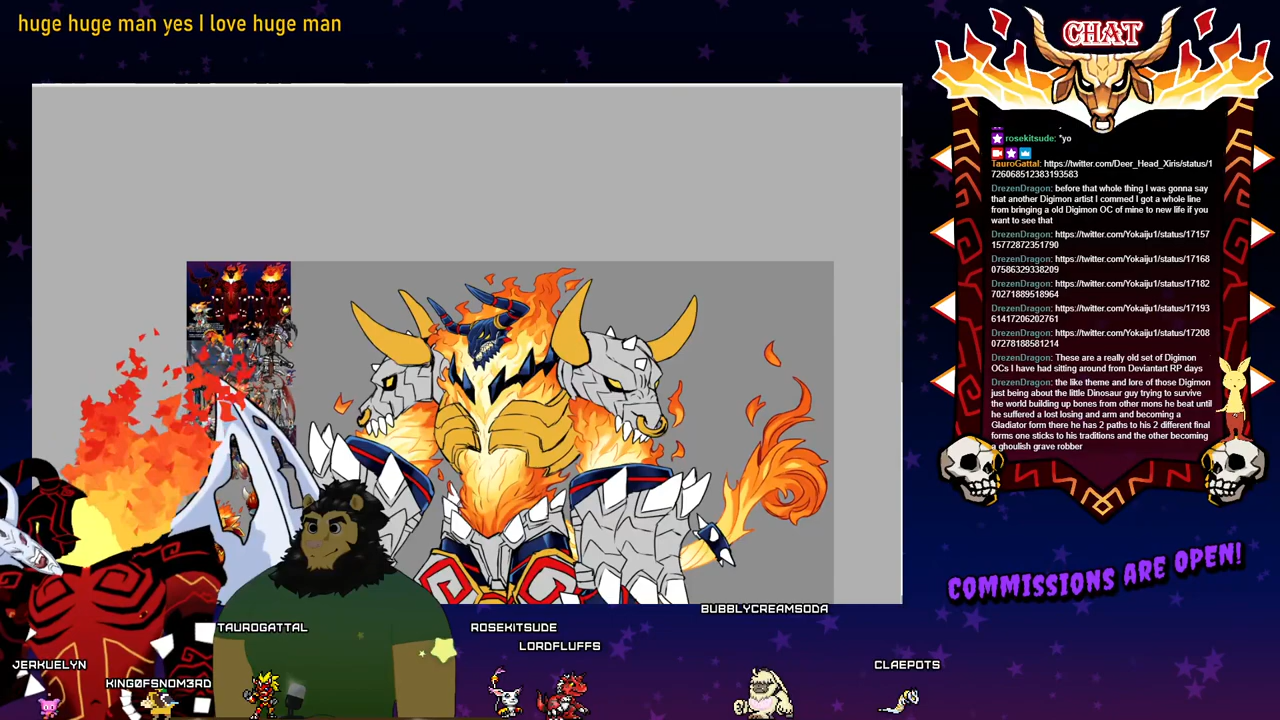 huge huge man yes I love huge man
CHAT
rosekitsude: *yo
TauroGattal: https://twitter.com/Deer_Head_Xiris/status/1
726068512383193583
DrezenDragon: before that whole thing I was gonna say
that another Digimon artist I commed I got a whole line
from bringing a old Digimon OC of mine to new life if you
want to see that
DrezenDragon: https://twitter.com/Yokaiju1/status/17157
15772872351790
DrezenDragon: https://twitter.com/Yokaiju1/status/17168
07586329338209
DrezenDragon: https://twitter.com/Yokaiju1/status/17182
70271889518964
DrezenDragon: https://twitter.com/Yokaiju1/status/17193
61417206202761
DrezenDragon: https://twitter.com/Yokaiju1/status/17208
07278188581214
DrezenDragon: These are a really old set of Digimon
OCs I have had sitting around from Deviantart RP days
DrezenDragon: the like theme and lore of those Digimon
just being about the little Dinosaur guy trying to survive
the world building up bones from other mons he beat until
he suffered a lost losing and arm and becoming a
Gladiator form there he has 2 paths to his 2 different final
forms one sticks to his traditions and the other becoming
a ghoulish grave robber
COMMISSIONS ARE OPEN!
BUBBLYCREAMSODA
TAUROGATTAL
ROSEKITSUDE
LORDFLUFFS
JERKUELYN
CLAEPOTS
KINGØFSNOM3RD